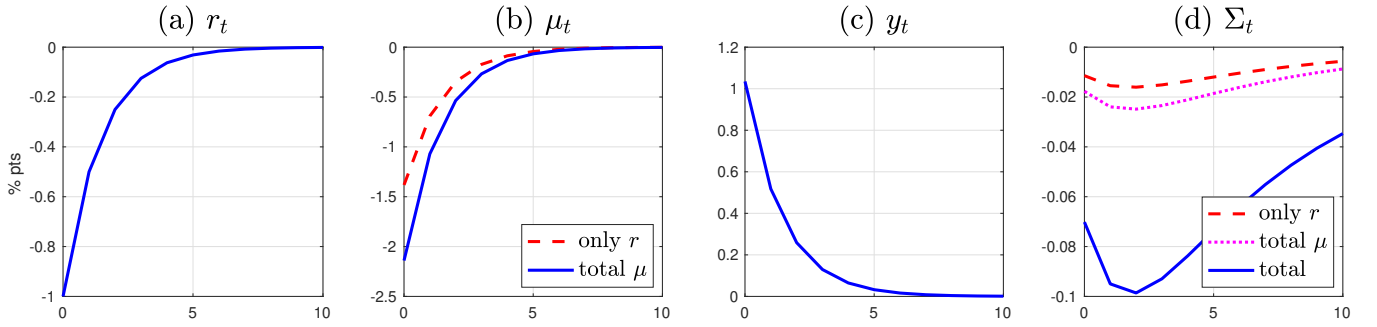 (a) r_t
% pts
0
-0.2
-0.4
-0.6
-0.8
-1
0 5 10
(b) μ_t
0
-0.5
-1
-1.5
-2
-2.5
0 5 10
only r
total μ
(c) y_t
1.2
1
0.8
0.6
0.4
0.2
0
0 5 10
(d) Σ_t
0
-0.02
-0.04
-0.06
-0.08
-0.1
0 5 10
only r
total μ
total